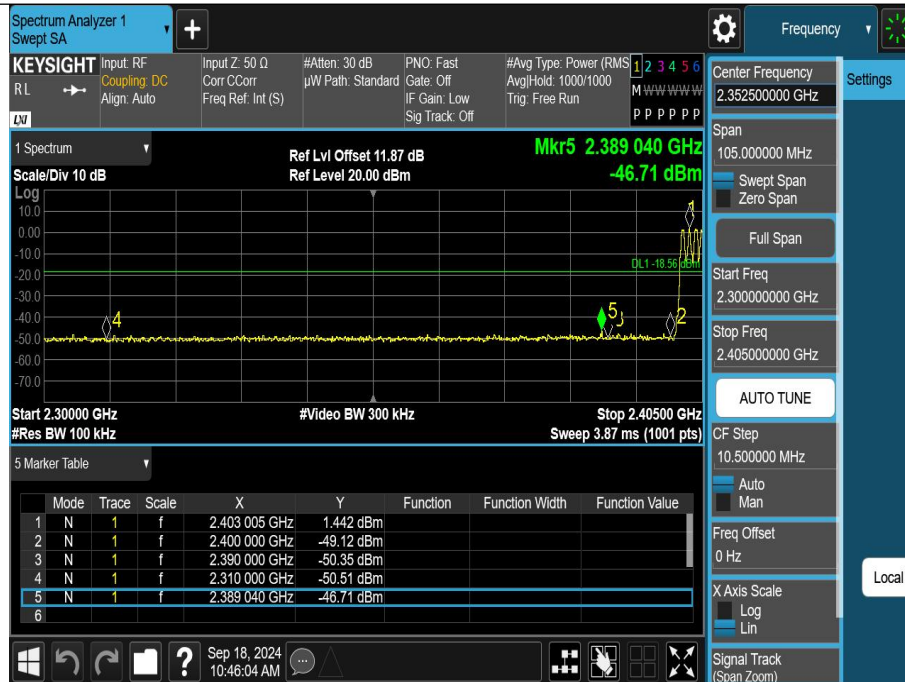 Spectrum Analyzer 1
Swept SA
+
Frequency
KEYSIGHT
RL
LXI
Input: RF
Coupling: DC
Align: Auto
Input Z: 50 Ω
Corr CCorr
Freq Ref: Int (S)
#Atten: 30 dB
µW Path: Standard
PNO: Fast
Gate: Off
IF Gain: Low
Sig Track: Off
#Avg Type: Power (RMS
Avg|Hold: 1000/1000
Trig: Free Run
1 2 3 4 5 6
M W W W W W
P P P P P P
1 Spectrum
Scale/Div 10 dB
Ref Lvl Offset 11.87 dB
Ref Level 20.00 dBm
Mkr5 2.389 040 GHz
-46.71 dBm
Log
10.0
0.00
-10.0
-20.0
-30.0
-40.0
-50.0
-60.0
-70.0
1
DL1 -18.56 dBm
4
5
2
Start 2.30000 GHz
#Video BW 300 kHz
Stop 2.40500 GHz
#Res BW 100 kHz
Sweep 3.87 ms (1001 pts)
5 Marker Table
Mode Trace Scale X Y Function Function Width Function Value
1 N 1 f 2.403 005 GHz 1.442 dBm
2 N 1 f 2.400 000 GHz -49.12 dBm
3 N 1 f 2.390 000 GHz -50.35 dBm
4 N 1 f 2.310 000 GHz -50.51 dBm
5 N 1 f 2.389 040 GHz -46.71 dBm
6
?
Sep 18, 2024
10:46:04 AM
Center Frequency
2.352500000 GHz
Settings
Span
105.000000 MHz
Swept Span
Zero Span
Full Span
Start Freq
2.300000000 GHz
Stop Freq
2.405000000 GHz
AUTO TUNE
CF Step
10.500000 MHz
Auto
Man
Freq Offset
0 Hz
Local
X Axis Scale
Log
Lin
Signal Track
(Span Zoom)